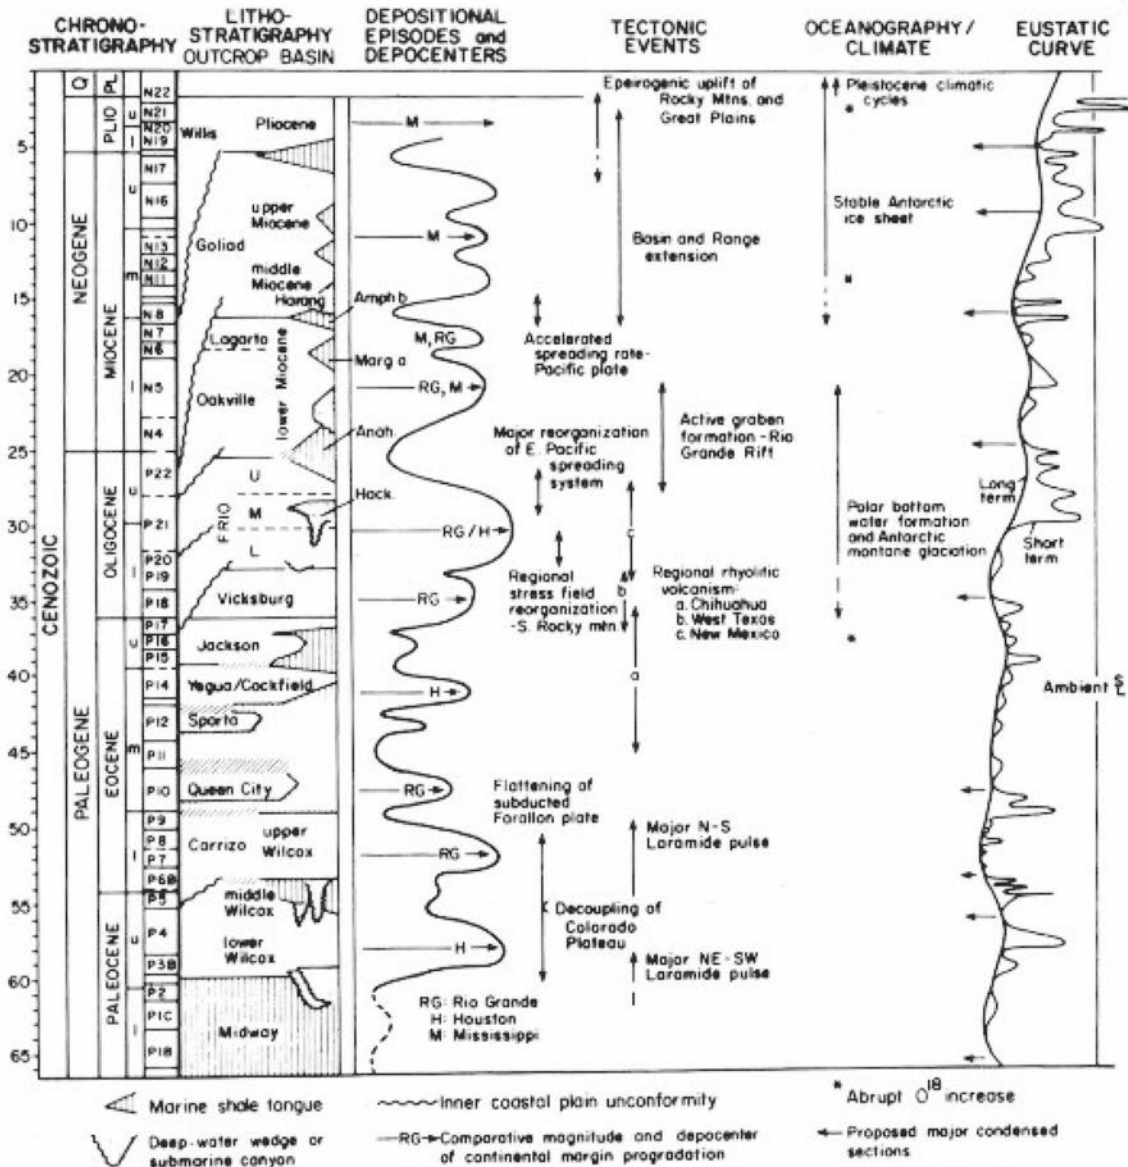 CHRONO-
STRATIGRAPHY
LITHO-
STRATIGRAPHY
OUTCROP BASIN
DEPOSITIONAL
EPISODES and
DEPOCENTERS
TECTONIC
EVENTS
OCEANOGRAPHY/
CLIMATE
EUSTATIC
CURVE
5
10
15
20
25
30
35
40
45
50
55
60
65
CENOZOIC
Q
NEOGENE
PALEOGENE
PL
PLIO
MIOCENE
OLIGOCENE
EOCENE
PALEOCENE
u
l
u
m
l
u
l
u
m
l
u
l
N22
N21
N20
N19
N17
N16
N13
N12
N11
N8
N7
N6
N5
N4
P22
P21
P20
P19
P18
P17
P16
P15
P14
P12
P11
P10
P9
P8
P7
P6B
P5
P4
P3B
P2
P1C
P1B
Willis
Pliocene
Goliad
upper
Miocene
middle
Miocene
Harang
Amph b
Lagarto
lower Miocene
Marg a
Oakville
Anah.
FRIO
U
M
L
Hack.
Vicksburg
Jackson
Yegua/Cockfield
Sparta
Queen City
Carrizo
upper
Wilcox
middle
Wilcox
lower
Wilcox
Midway
M
M
M, RG
RG, M
RG/H
RG
H
RG
RG
H
RG: Rio Grande
H: Houston
M: Mississippi
Epeirogenic uplift of
Rocky Mtns. and
Great Plains
Basin and Range
extension
Accelerated
spreading rate-
Pacific plate
Major reorganization
of E. Pacific
spreading
system
Active graben
formation - Rio
Grande Rift
Regional
stress field
reorganization
-S. Rocky mtn.
c
b
a
Regional rhyolitic
volcanism:
a. Chihuahua
b. West Texas
c. New Mexico
Flattening of
subducted
Farallon plate
Major N-S
Laramide pulse
Decoupling of
Colorado
Plateau
Major NE-SW
Laramide pulse
Pleistocene climatic
cycles
*
Stable Antarctic
ice sheet
*
Polar bottom
water formation
and Antarctic
montane glaciation
*
Long
term
Short
term
Ambient SL
Marine shale tongue
Deep-water wedge or
submarine canyon
Inner coastal plain unconformity
RG Comparative magnitude and depocenter
of continental margin progradation
* Abrupt O18 increase
Proposed major condensed
sections